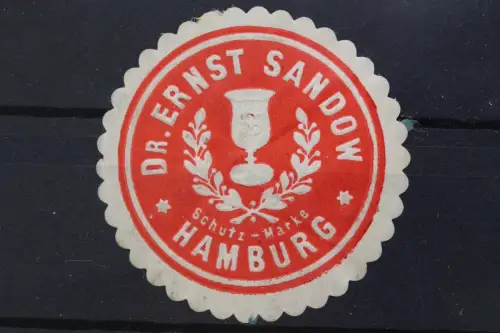 DR. ERNST SANDOW
Schutz-Marke
HAMBURG